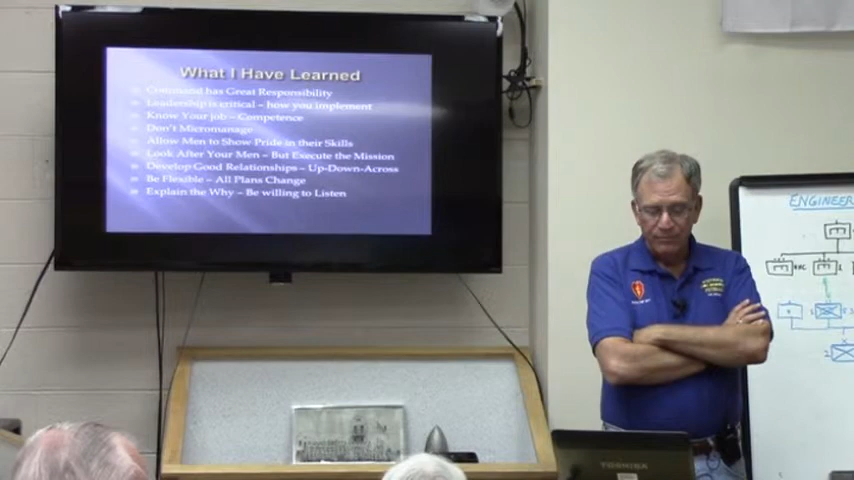 What I Have Learned
Command has Great Responsibility
Leadership is critical – how you implement
Know Your job – Competence
Don't Micromanage
Allow Men to Show Pride in their Skills
Look After Your Men – But Execute the Mission
Develop Good Relationships – Up-Down-Across
Be Flexible – All Plans Change
Explain the Why – Be willing to Listen
ENGINEER
HHC
TOSHIBA